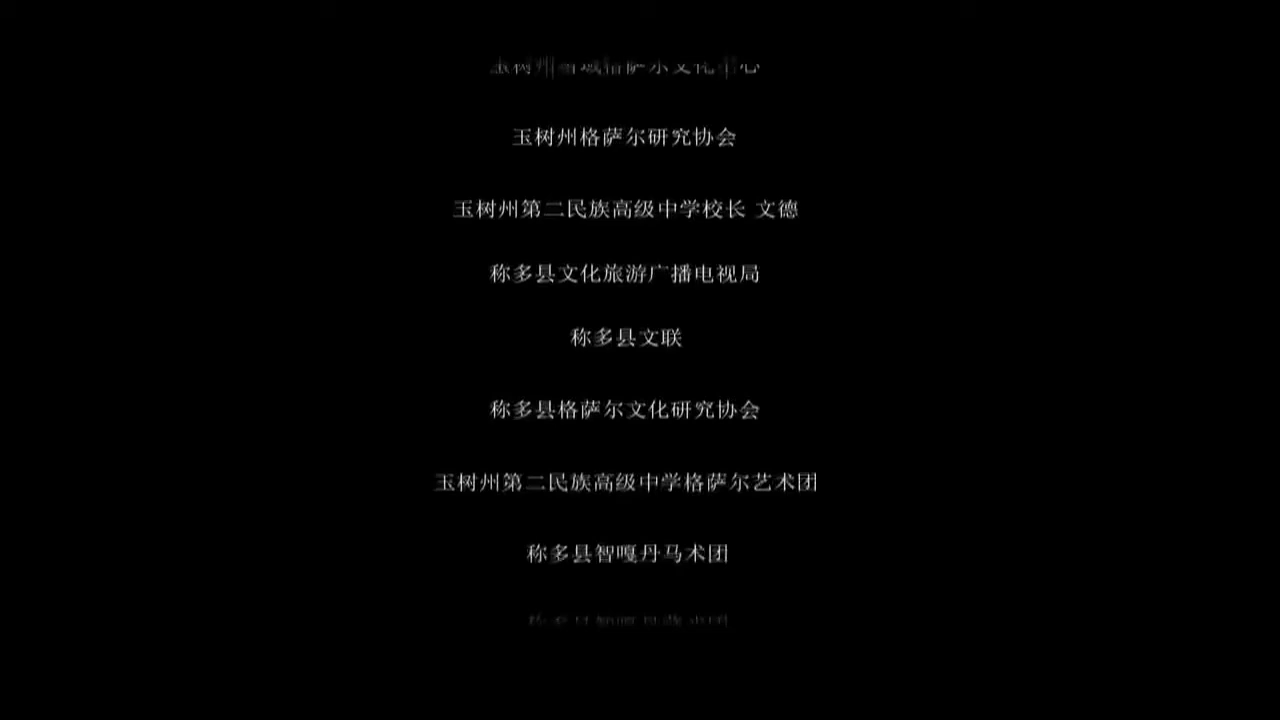 玉树州格萨尔研究协会
玉树州第二民族高级中学校长 文德
称多县文化旅游广播电视局
称多县文联
称多县格萨尔文化研究协会
玉树州第二民族高级中学格萨尔艺术团
称多县智嘎丹马术团